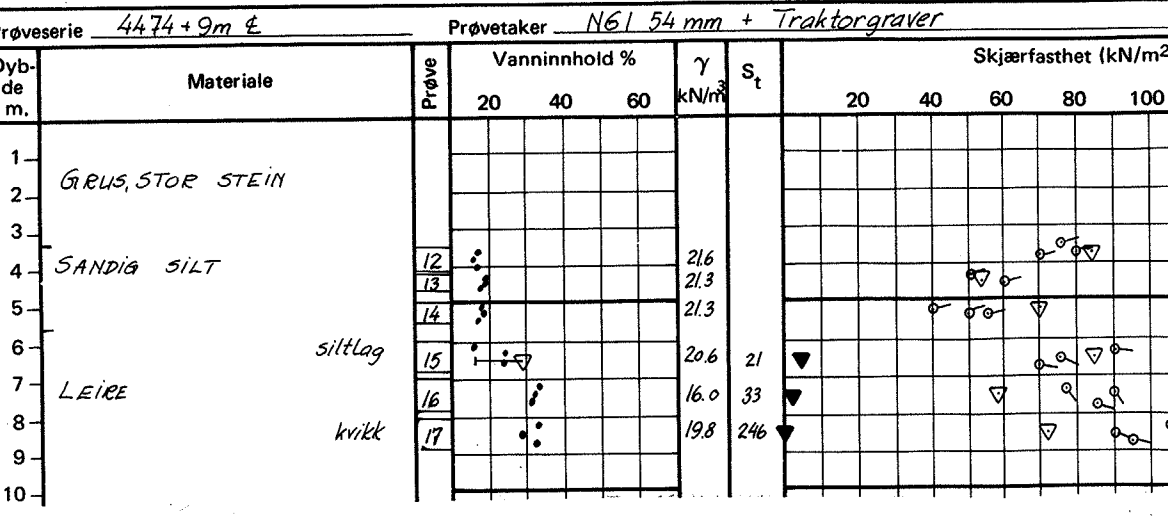 Prøveserie 4474+9m ℄ Prøvetaker NGI 54 mm + Traktorgraver
Dyb-de m. Materiale Prøve Vanninnhold % γ kN/m³ St Skjærfasthet (kN/m²
20 40 60 20 40 60 80 100
1
GRUS, STOR STEIN
2
3
12 21.6
SANDIG SILT
4
13 21.3
5 14 21.3
6 siltlag 15 20.6 21
7 LEIRE 16 16.0 33
8 kvikk 17 19.8 246
9
10